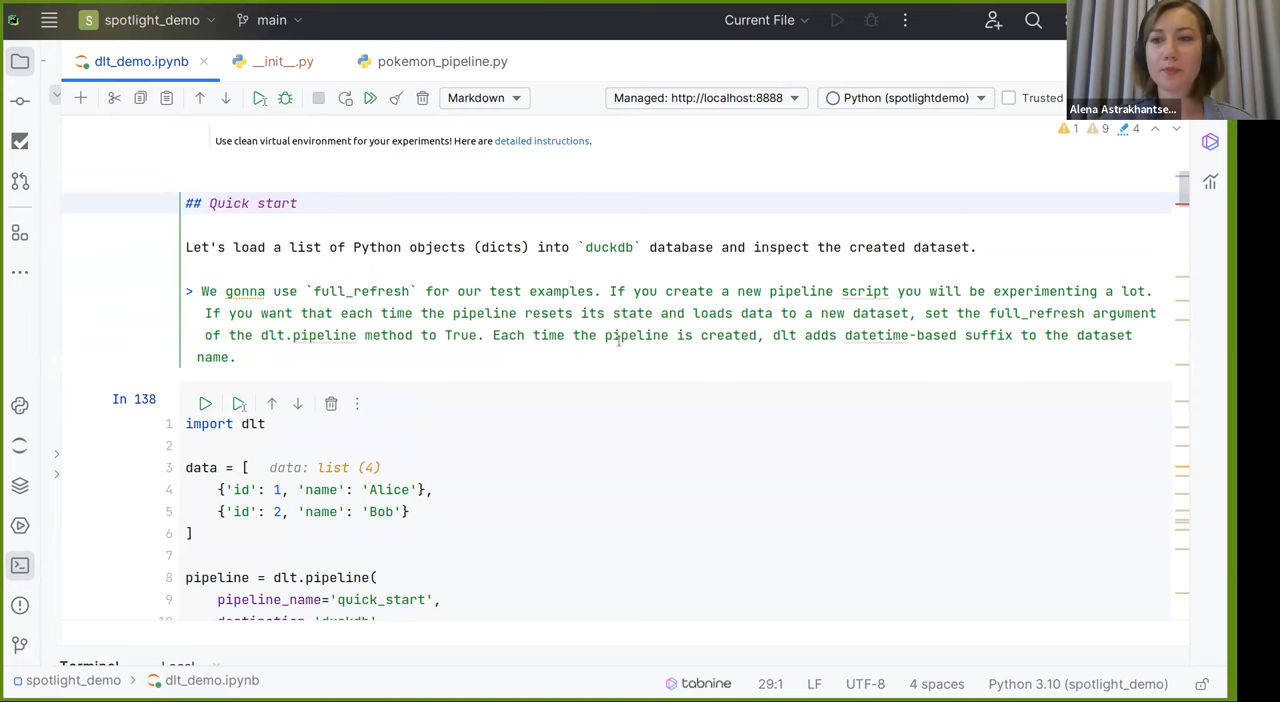 S spotlight_demo main Current File
dlt_demo.ipynb __init__.py pokemon_pipeline.py
Markdown Managed: http://localhost:8888 Python (spotlightdemo) Trusted
Alena Astrakhantse...
1 9 4
Use clean virtual environment for your experiments! Here are detailed instructions.
## Quick start
Let's load a list of Python objects (dicts) into `duckdb` database and inspect the created dataset.
> We gonna use `full_refresh` for our test examples. If you create a new pipeline script you will be experimenting a lot.
If you want that each time the pipeline resets its state and loads data to a new dataset, set the full_refresh argument
of the dlt.pipeline method to True. Each time the pipeline is created, dlt adds datetime-based suffix to the dataset
name.
In 138
1 import dlt
2
3 data = [ data: list (4)
4 {'id': 1, 'name': 'Alice'},
5 {'id': 2, 'name': 'Bob'}
6 ]
7
8 pipeline = dlt.pipeline(
9 pipeline_name='quick_start',
10 destination='duckdb',
Terminal Local
spotlight_demo > dlt_demo.ipynb tabnine 29:1 LF UTF-8 4 spaces Python 3.10 (spotlight_demo)